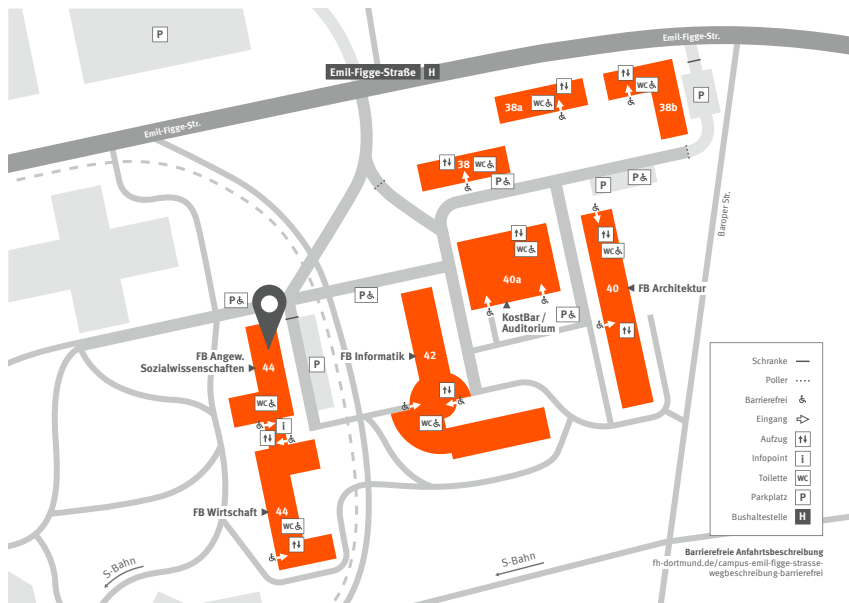 P
Emil-Figge-Str.
Emil-Figge-Straße H
Emil-Figge-Str.
38a
WC
38b
WC
P
38
WC
P
P
P
Baroper Str.
WC
40a
WC
40
FB Architektur
KostBar /
Auditorium
P
P
P
FB Angew.
Sozialwissenschaften
44
P
FB Informatik
42
WC
i
WC
FB Wirtschaft
44
WC
S-Bahn
S-Bahn
Schranke
Poller
Barrierefrei
Eingang
Aufzug
Infopoint i
Toilette WC
Parkplatz P
Bushaltestelle H
Barrierefreie Anfahrtsbeschreibung
fh-dortmund.de/campus-emil-figge-strasse-
wegbeschreibung-barrierefrei